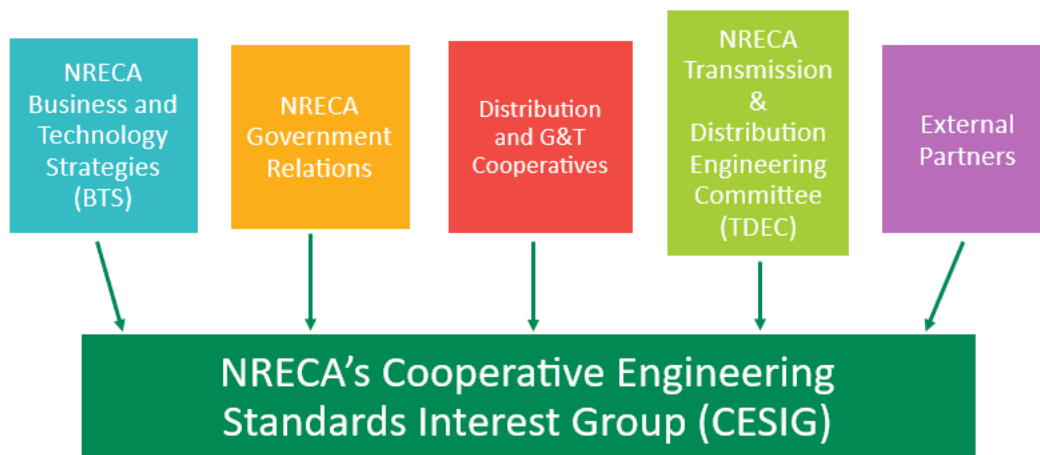 NRECA
Business and
Technology
Strategies
(BTS)
NRECA
Government
Relations
Distribution
and G&T
Cooperatives
NRECA
Transmission
&
Distribution
Engineering
Committee
(TDEC)
External
Partners
NRECA’s Cooperative Engineering
Standards Interest Group (CESIG)